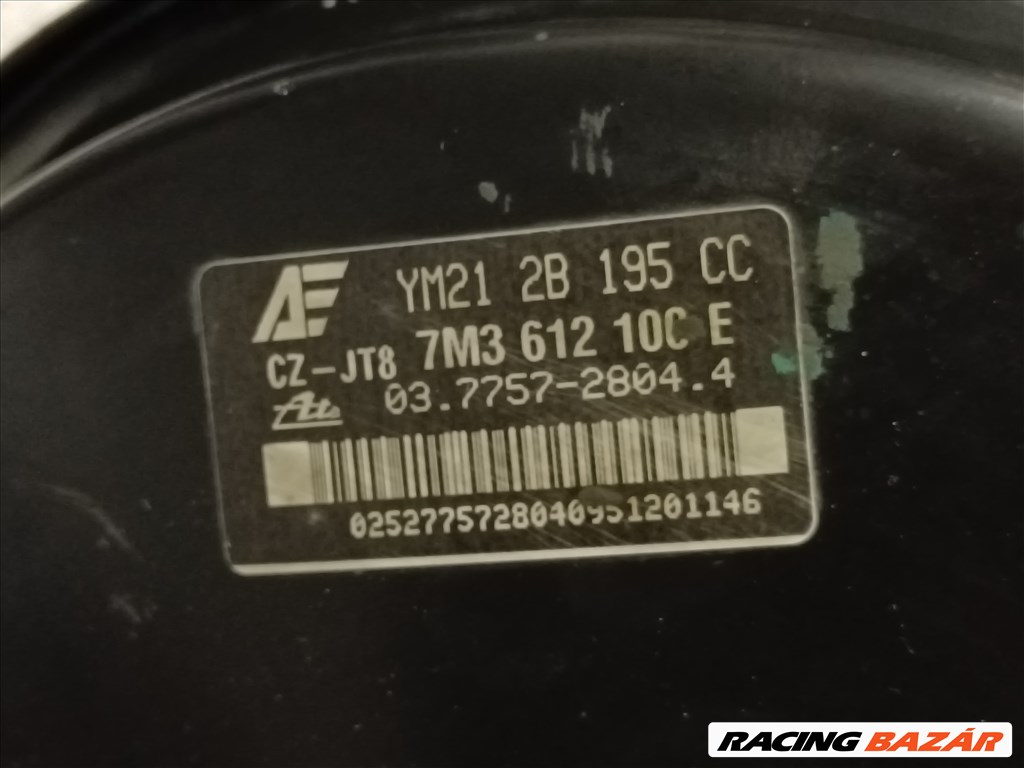 AE YM21 2B 195 CC
CZ-JT8 7M3 612 10C E
Ate 03.7757-2804.4
0252775728040951201146
RACING BAZÁR